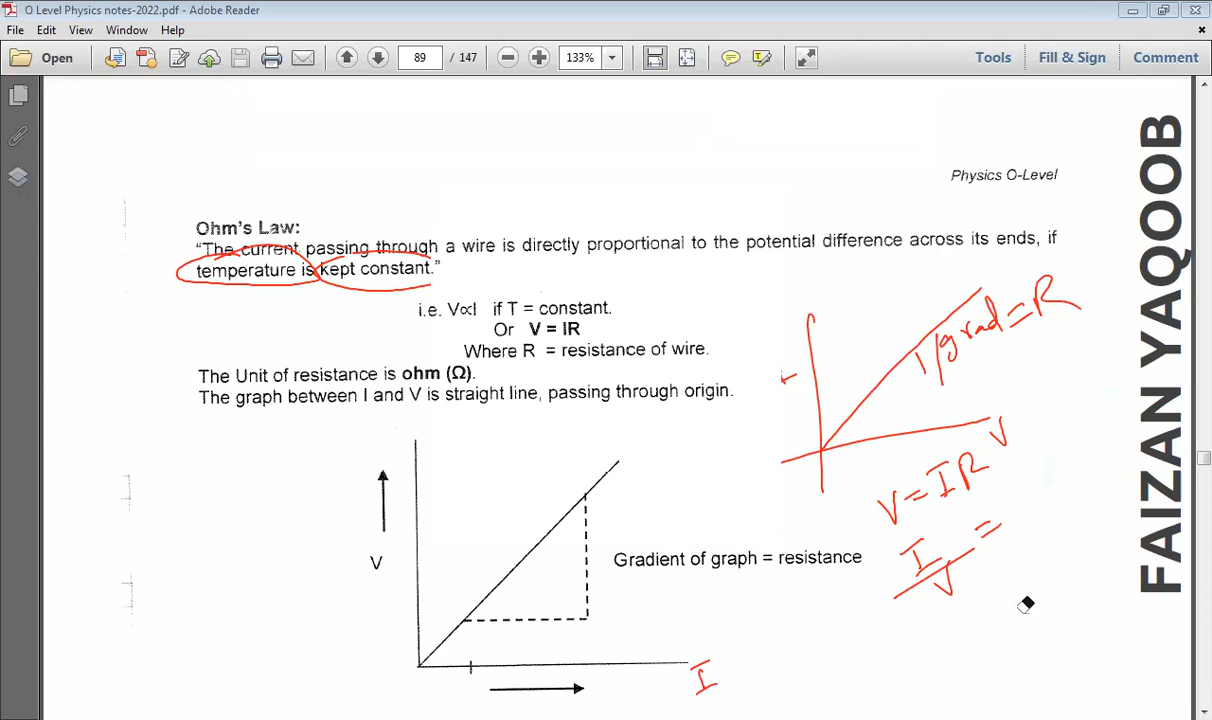 O Level Physics notes-2022.pdf - Adobe Reader
File Edit View Window Help
Open 89 / 147 133% Tools Fill & Sign Comment
Physics O-Level
FAIZAN YAQOOB
Ohm's Law:
"The current passing through a wire is directly proportional to the potential difference across its ends, if
temperature is kept constant."
i.e. V∝I if T = constant.
Or V = IR
Where R = resistance of wire.
The Unit of resistance is ohm (Ω).
The graph between I and V is straight line, passing through origin.
1/grad = R
V
V = IR
I/V =
V
Gradient of graph = resistance
I